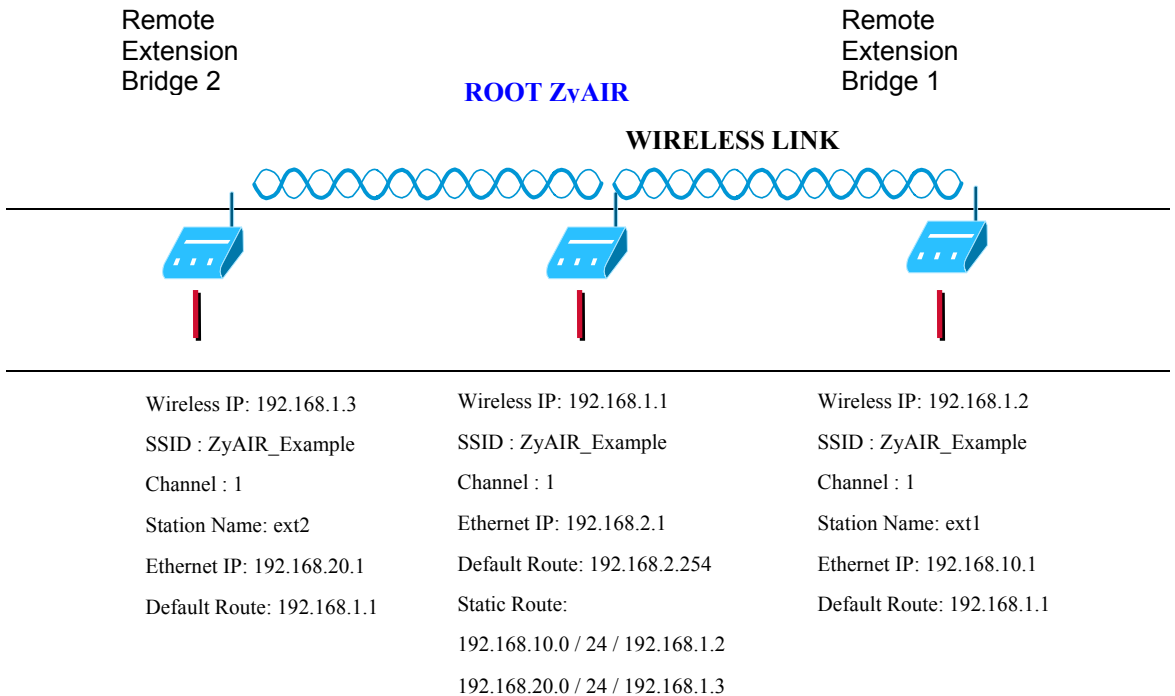 Remote
Extension
Bridge 2
ROOT ZyAIR
Remote
Extension
Bridge 1
WIRELESS LINK
Wireless IP: 192.168.1.3
SSID : ZyAIR_Example
Channel : 1
Station Name: ext2
Ethernet IP: 192.168.20.1
Default Route: 192.168.1.1
Wireless IP: 192.168.1.1
SSID : ZyAIR_Example
Channel : 1
Ethernet IP: 192.168.2.1
Default Route: 192.168.2.254
Static Route:
192.168.10.0 / 24 / 192.168.1.2
192.168.20.0 / 24 / 192.168.1.3
Wireless IP: 192.168.1.2
SSID : ZyAIR_Example
Channel : 1
Station Name: ext1
Ethernet IP: 192.168.10.1
Default Route: 192.168.1.1